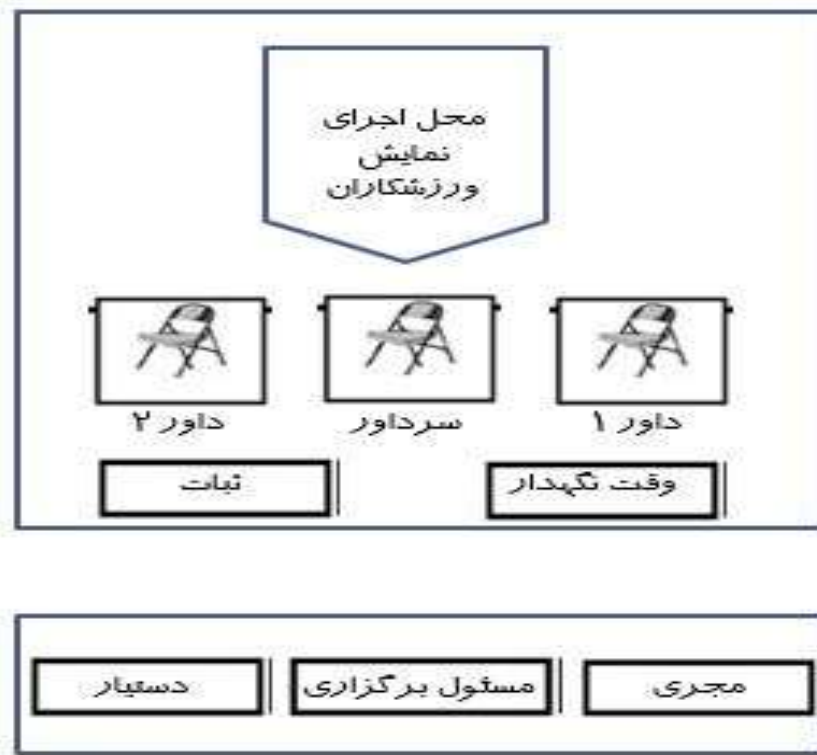 محل اجرای
نمایش
ورزشکاران
داور ۱
سرداور
داور ۲
وقت نگهدار
ثبات
مجری
مسئول برگزاری
دستیار